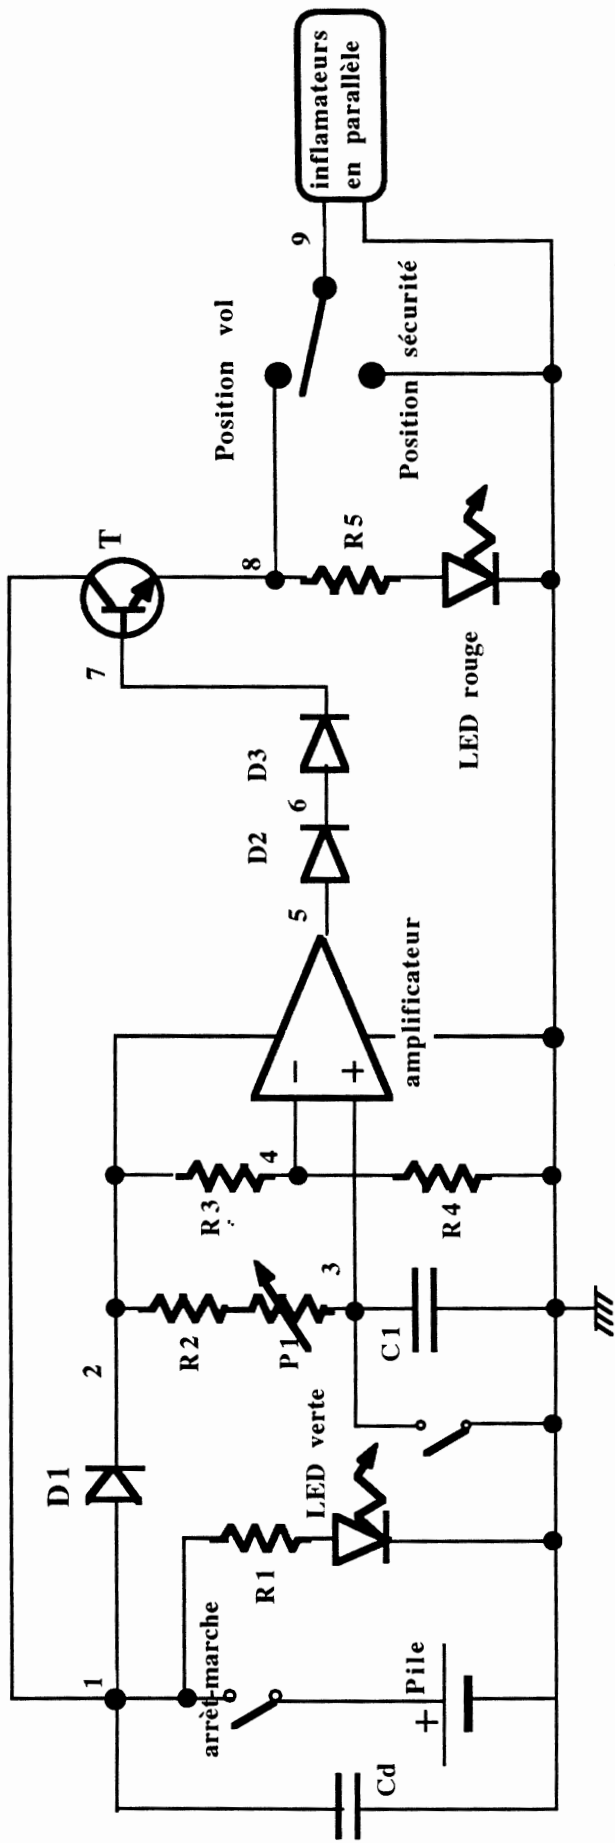 inflamateurs
en parallèle
9
Position vol
Position sécurité
T
8
R5
LED rouge
7
D3
6
D2
5
amplificateur
-
+
4
R3
R4
3
R2
P1
C1
2
D1
LED verte
R1
1
arrèt-marche
+
Pile
Cd